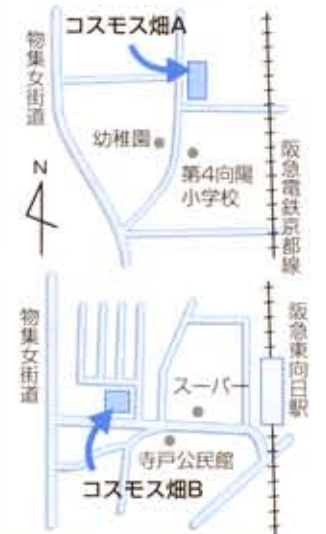 コスモス畑A
物集女街道
幼稚園
第4向陽
小学校
阪急電鉄京都線
N
物集女街道
阪急東向日駅
スーパー
寺戸公民館
コスモス畑B